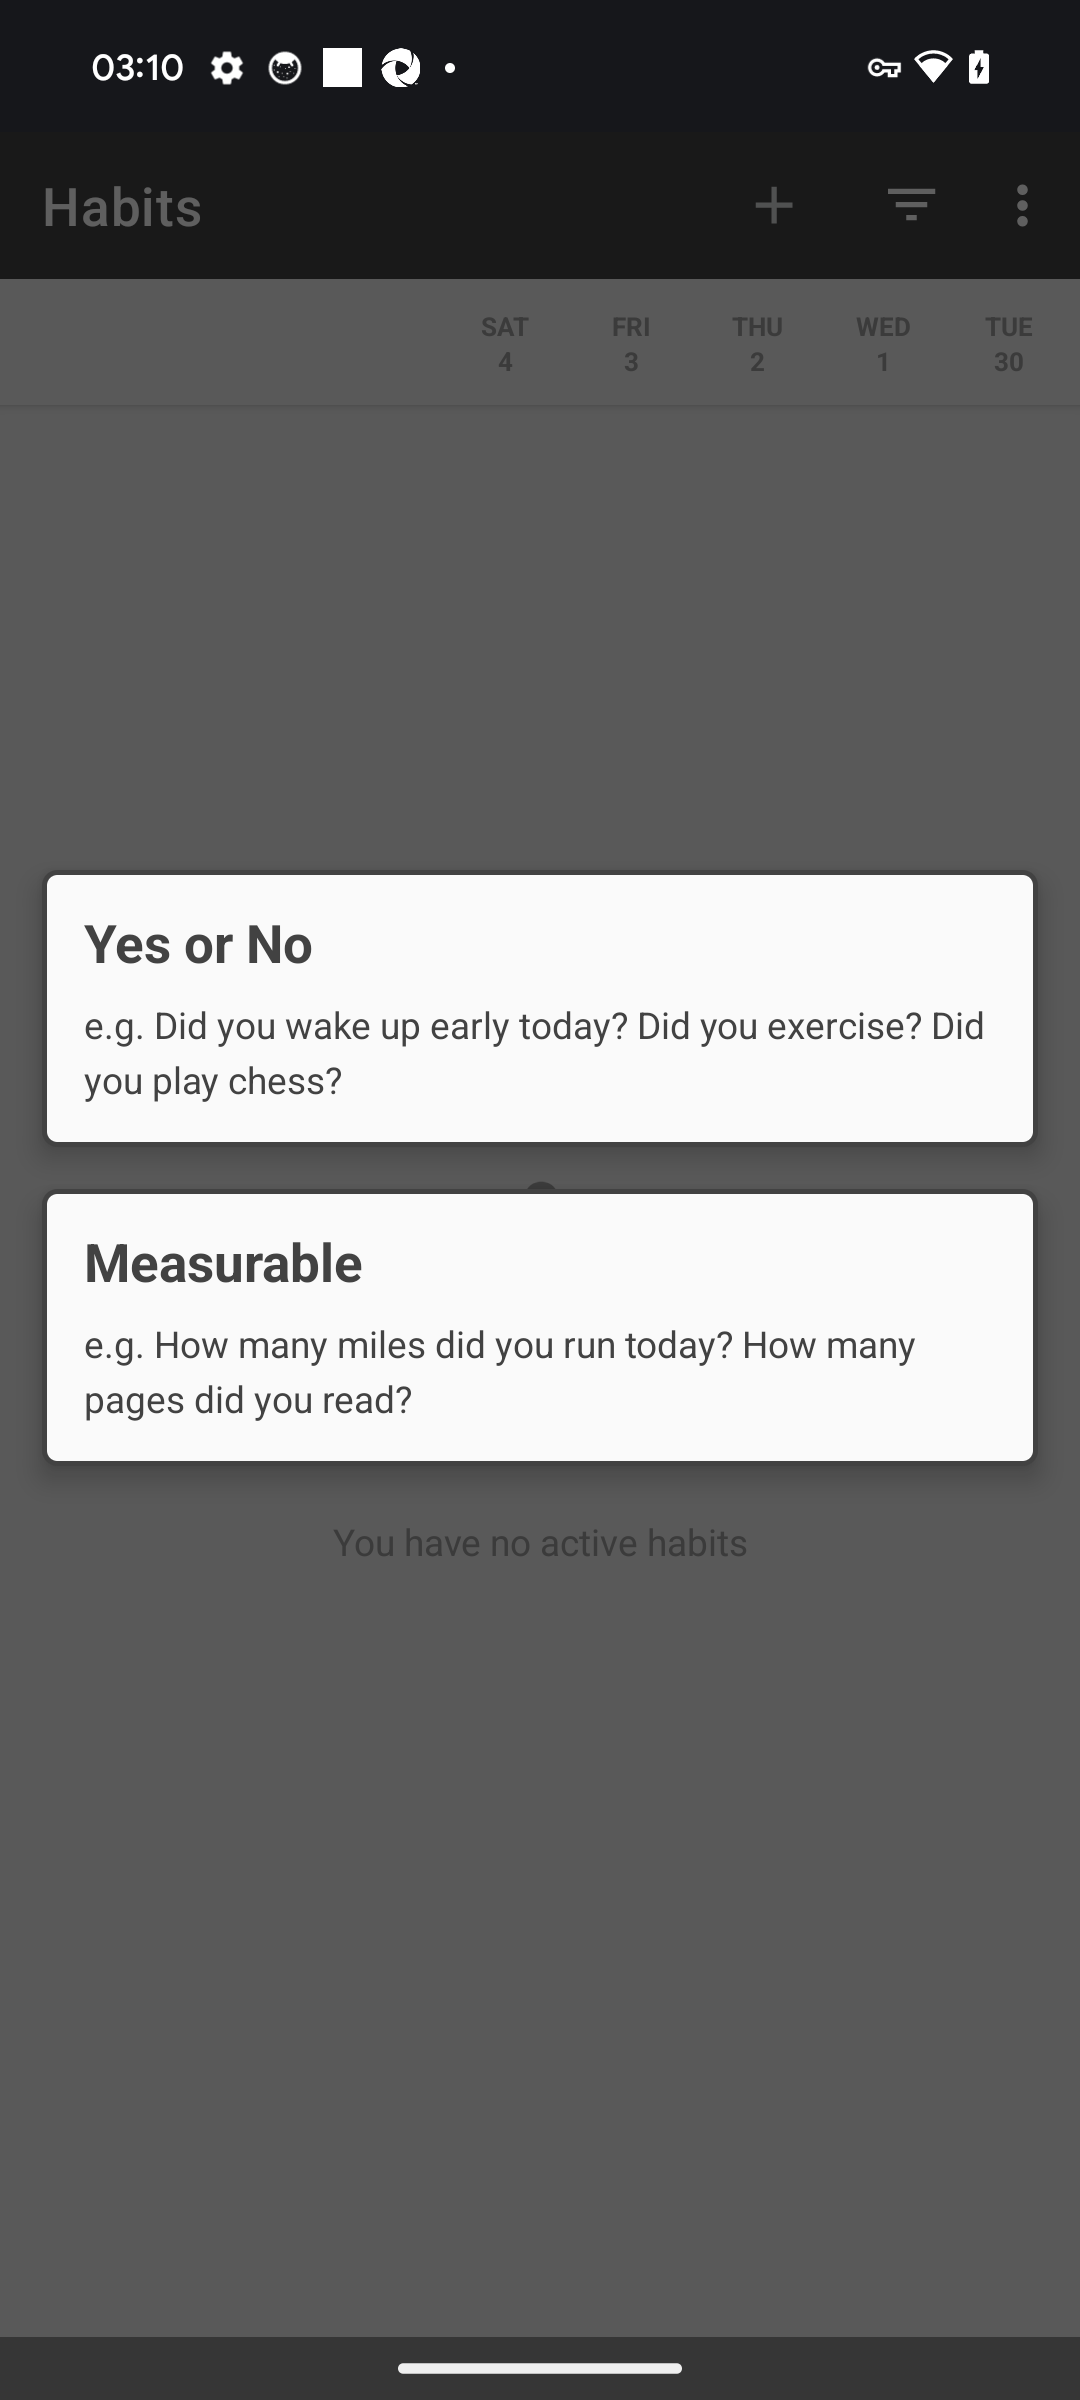 03:10
Habits
SAT FRI THU WED TUE
4 3 2 1 30
Yes or No
e.g. Did you wake up early today? Did you exercise? Did
you play chess?
Measurable
e.g. How many miles did you run today? How many
pages did you read?
You have no active habits